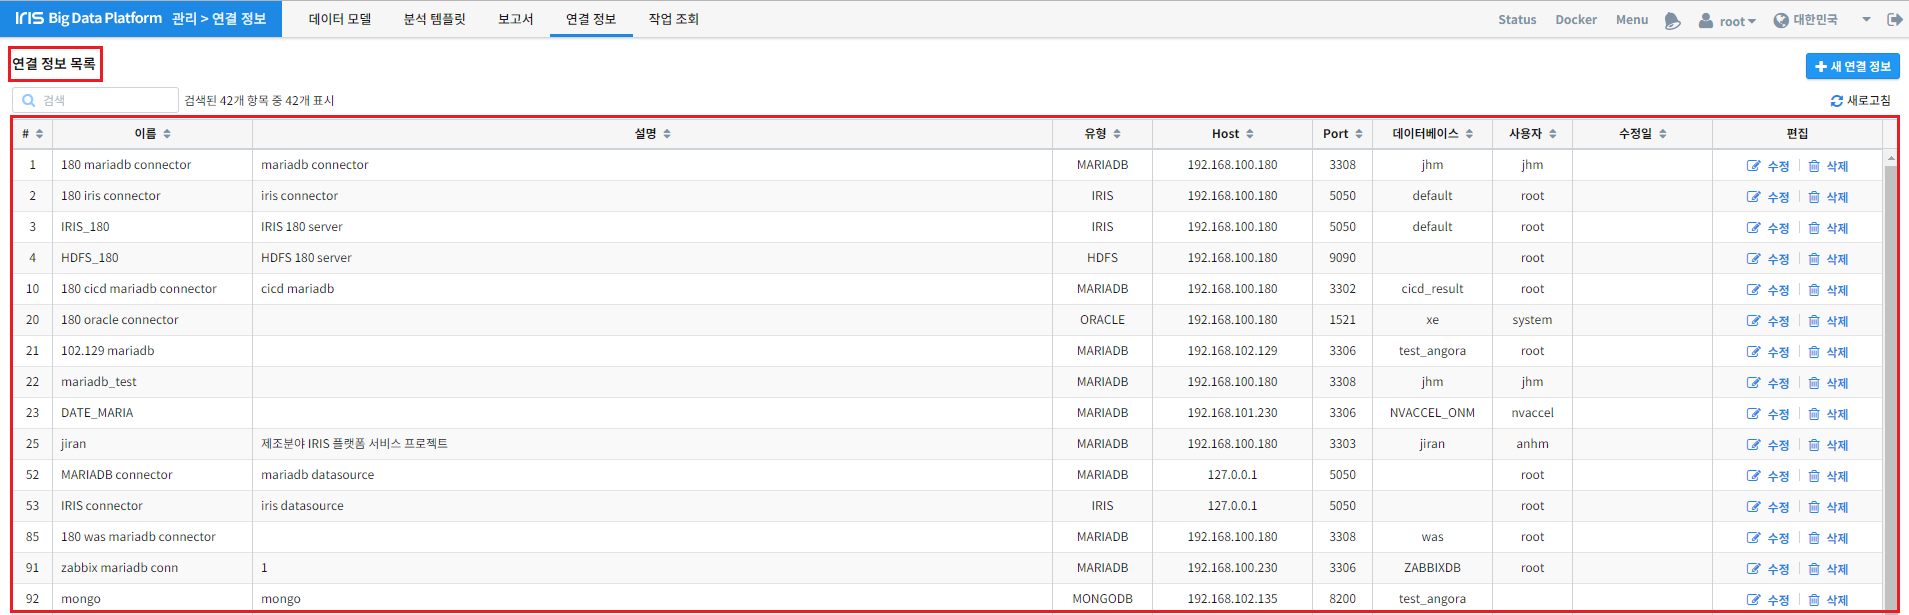 IRIS Big Data Platform 관리 > 연결 정보 데이터 모델 분석 템플릿 보고서 연결 정보 작업 조회 Status Docker Menu root 대한민국
연결 정보 목록 새 연결 정보
검색 검색된 42개 항목 중 42개 표시 새로고침
# 이름 설명 유형 Host Port 데이터베이스 사용자 수정일 편집
1 180 mariadb connector mariadb connector MARIADB 192.168.100.180 3308 jhm jhm 수정 삭제
2 180 iris connector iris connector IRIS 192.168.100.180 5050 default root 수정 삭제
3 IRIS_180 IRIS 180 server IRIS 192.168.100.180 5050 default root 수정 삭제
4 HDFS_180 HDFS 180 server HDFS 192.168.100.180 9090 root 수정 삭제
10 180 cicd mariadb connector cicd mariadb MARIADB 192.168.100.180 3302 cicd_result root 수정 삭제
20 180 oracle connector ORACLE 192.168.100.180 1521 xe system 수정 삭제
21 102.129 mariadb MARIADB 192.168.102.129 3306 test_angora root 수정 삭제
22 mariadb_test MARIADB 192.168.100.180 3308 jhm jhm 수정 삭제
23 DATE_MARIA MARIADB 192.168.101.230 3306 NVACCEL_ONM nvaccel 수정 삭제
25 jiran 제조분야 IRIS 플랫폼 서비스 프로젝트 MARIADB 192.168.100.180 3303 jiran anhm 수정 삭제
52 MARIADB connector mariadb datasource MARIADB 127.0.0.1 5050 root 수정 삭제
53 IRIS connector iris datasource IRIS 127.0.0.1 5050 root 수정 삭제
85 180 was mariadb connector MARIADB 192.168.100.180 3308 was root 수정 삭제
91 zabbix mariadb conn 1 MARIADB 192.168.100.230 3306 ZABBIXDB root 수정 삭제
92 mongo mongo MONGODB 192.168.102.135 8200 test_angora 수정 삭제